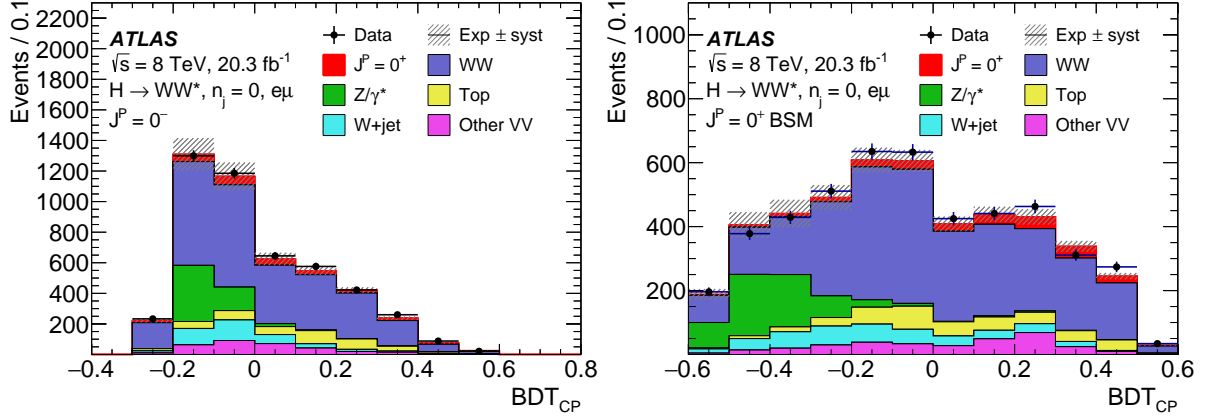 Events / 0.1
2200
2000
1800
1600
1400
1200
1000
800
600
400
200
ATLAS
√s = 8 TeV, 20.3 fb⁻¹
H → WW*, nⱼ = 0, eμ
Jᴾ = 0⁻
Data
Exp ± syst
Jᴾ = 0⁺
WW
Z/γ*
Top
W+jet
Other VV
−0.4 −0.2 0 0.2 0.4 0.6 0.8
BDT_CP
Events / 0.1
1000
800
600
400
200
ATLAS
√s = 8 TeV, 20.3 fb⁻¹
H → WW*, nⱼ = 0, eμ
Jᴾ = 0⁺ BSM
Data
Exp ± syst
Jᴾ = 0⁺
WW
Z/γ*
Top
W+jet
Other VV
−0.6 −0.4 −0.2 0 0.2 0.4 0.6
BDT_CP